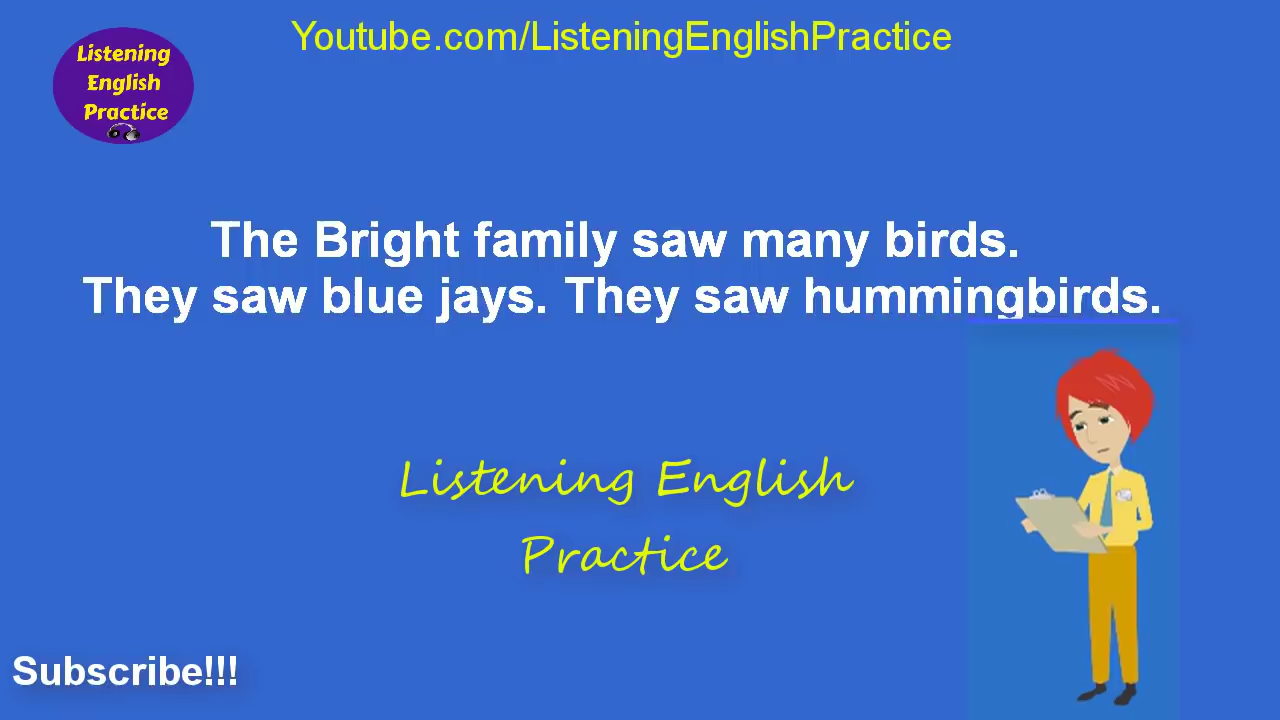 Youtube.com/ListeningEnglishPractice
Listening
English
Practice
The Bright family saw many birds.
They saw blue jays. They saw hummingbirds.
Listening English
Practice
Subscribe!!!